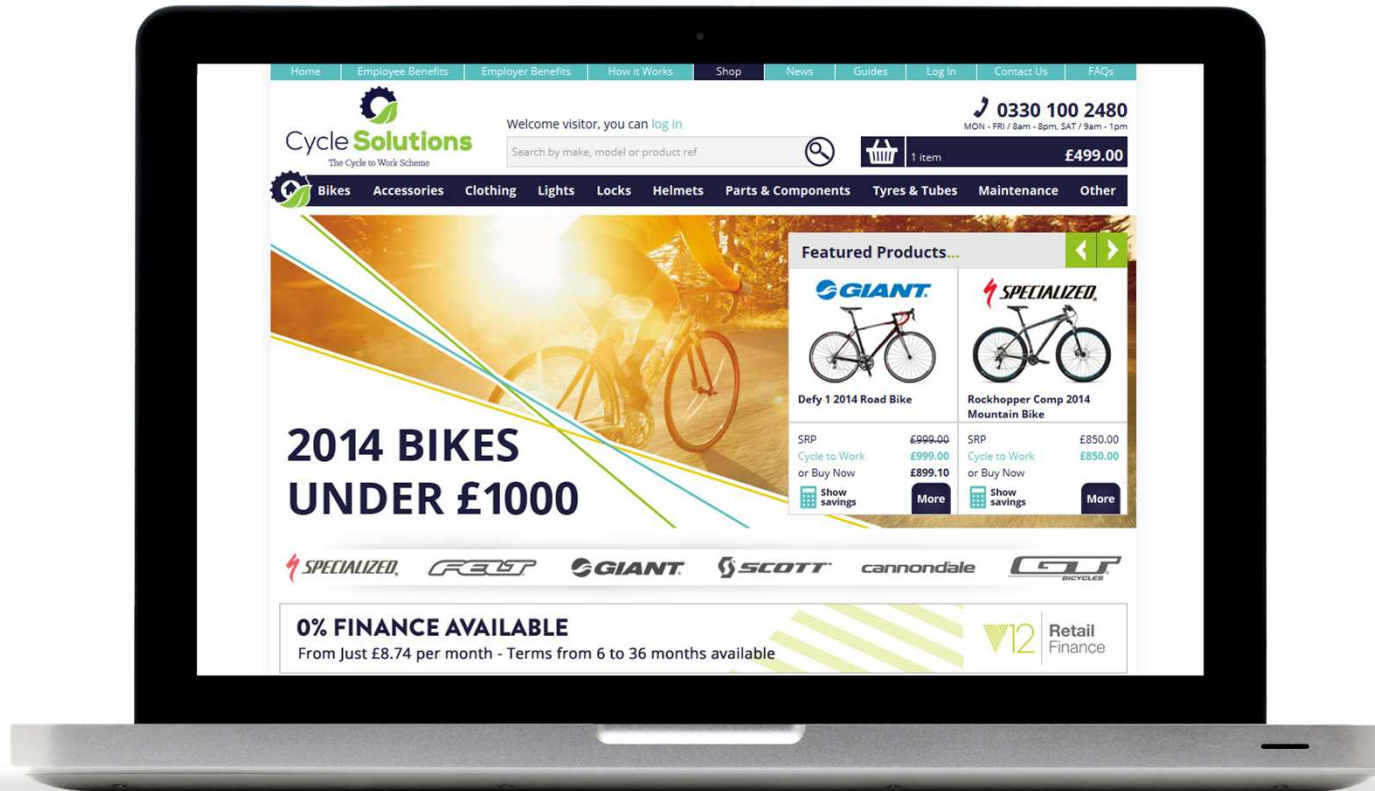 Home Employee Benefits Employer Benefits How it Works Shop News Guides Log In Contact Us FAQs
Cycle Solutions
The Cycle to Work Scheme
Welcome visitor, you can log in
Search by make, model or product ref
0330 100 2480
MON - FRI / 8am - 8pm, SAT / 9am - 1pm
1 item £499.00
Bikes Accessories Clothing Lights Locks Helmets Parts & Components Tyres & Tubes Maintenance Other
2014 BIKES
UNDER £1000
Featured Products...
GIANT
Defy 1 2014 Road Bike
SRP £999.00
Cycle to Work £999.00
or Buy Now £899.10
Show
savings
More
SPECIALIZED
Rockhopper Comp 2014
Mountain Bike
SRP £850.00
Cycle to Work £850.00
or Buy Now
Show
savings
More
SPECIALIZED FELT GIANT SCOTT cannondale GT BICYCLES
0% FINANCE AVAILABLE
From Just £8.74 per month - Terms from 6 to 36 months available
V12 Retail
Finance